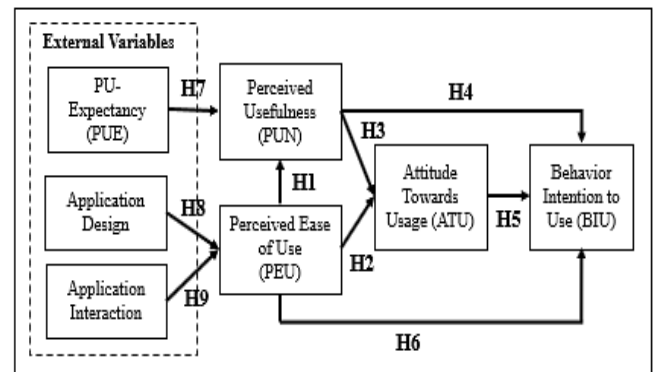 External Variables
PU-
Expectancy
(PUE)
H7
Perceived
Usefulness
(PUN)
H4
H3
Application
Design
H8
H1
Attitude
Towards
Usage (ATU)
H5
Behavior
Intention to
Use (BIU)
Perceived Ease
of Use
(PEU)
H2
Application
Interaction
H9
H6